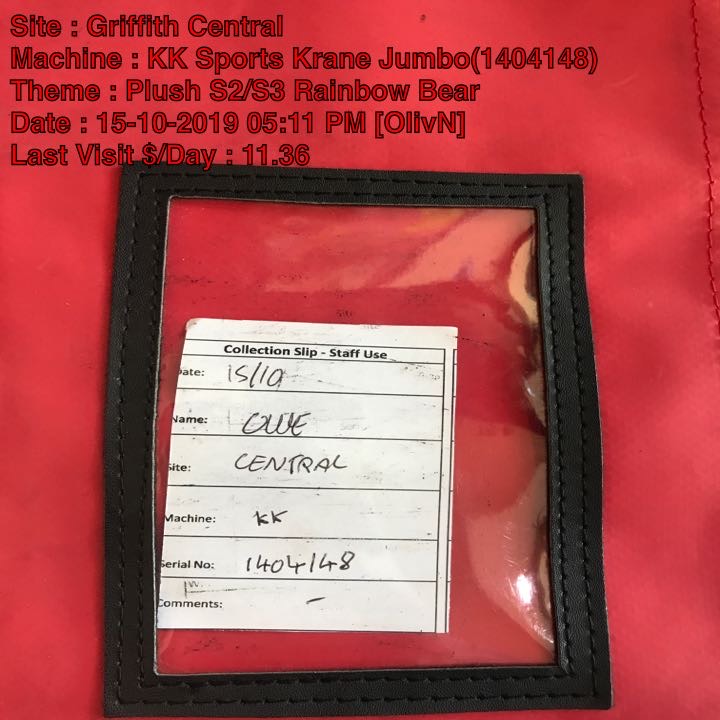 Site : Griffith Central
Machine : KK Sports Krane Jumbo(1404148)
Theme : Plush S2/S3 Rainbow Bear
Date : 15-10-2019 05:11 PM [OlivN]
Last Visit $/Day : 11.36
Collection Slip - Staff Use
ate: 15/10
Name: OLLIE
Site: CENTRAL
Machine: KK
Serial No: 1404148
Comments: –